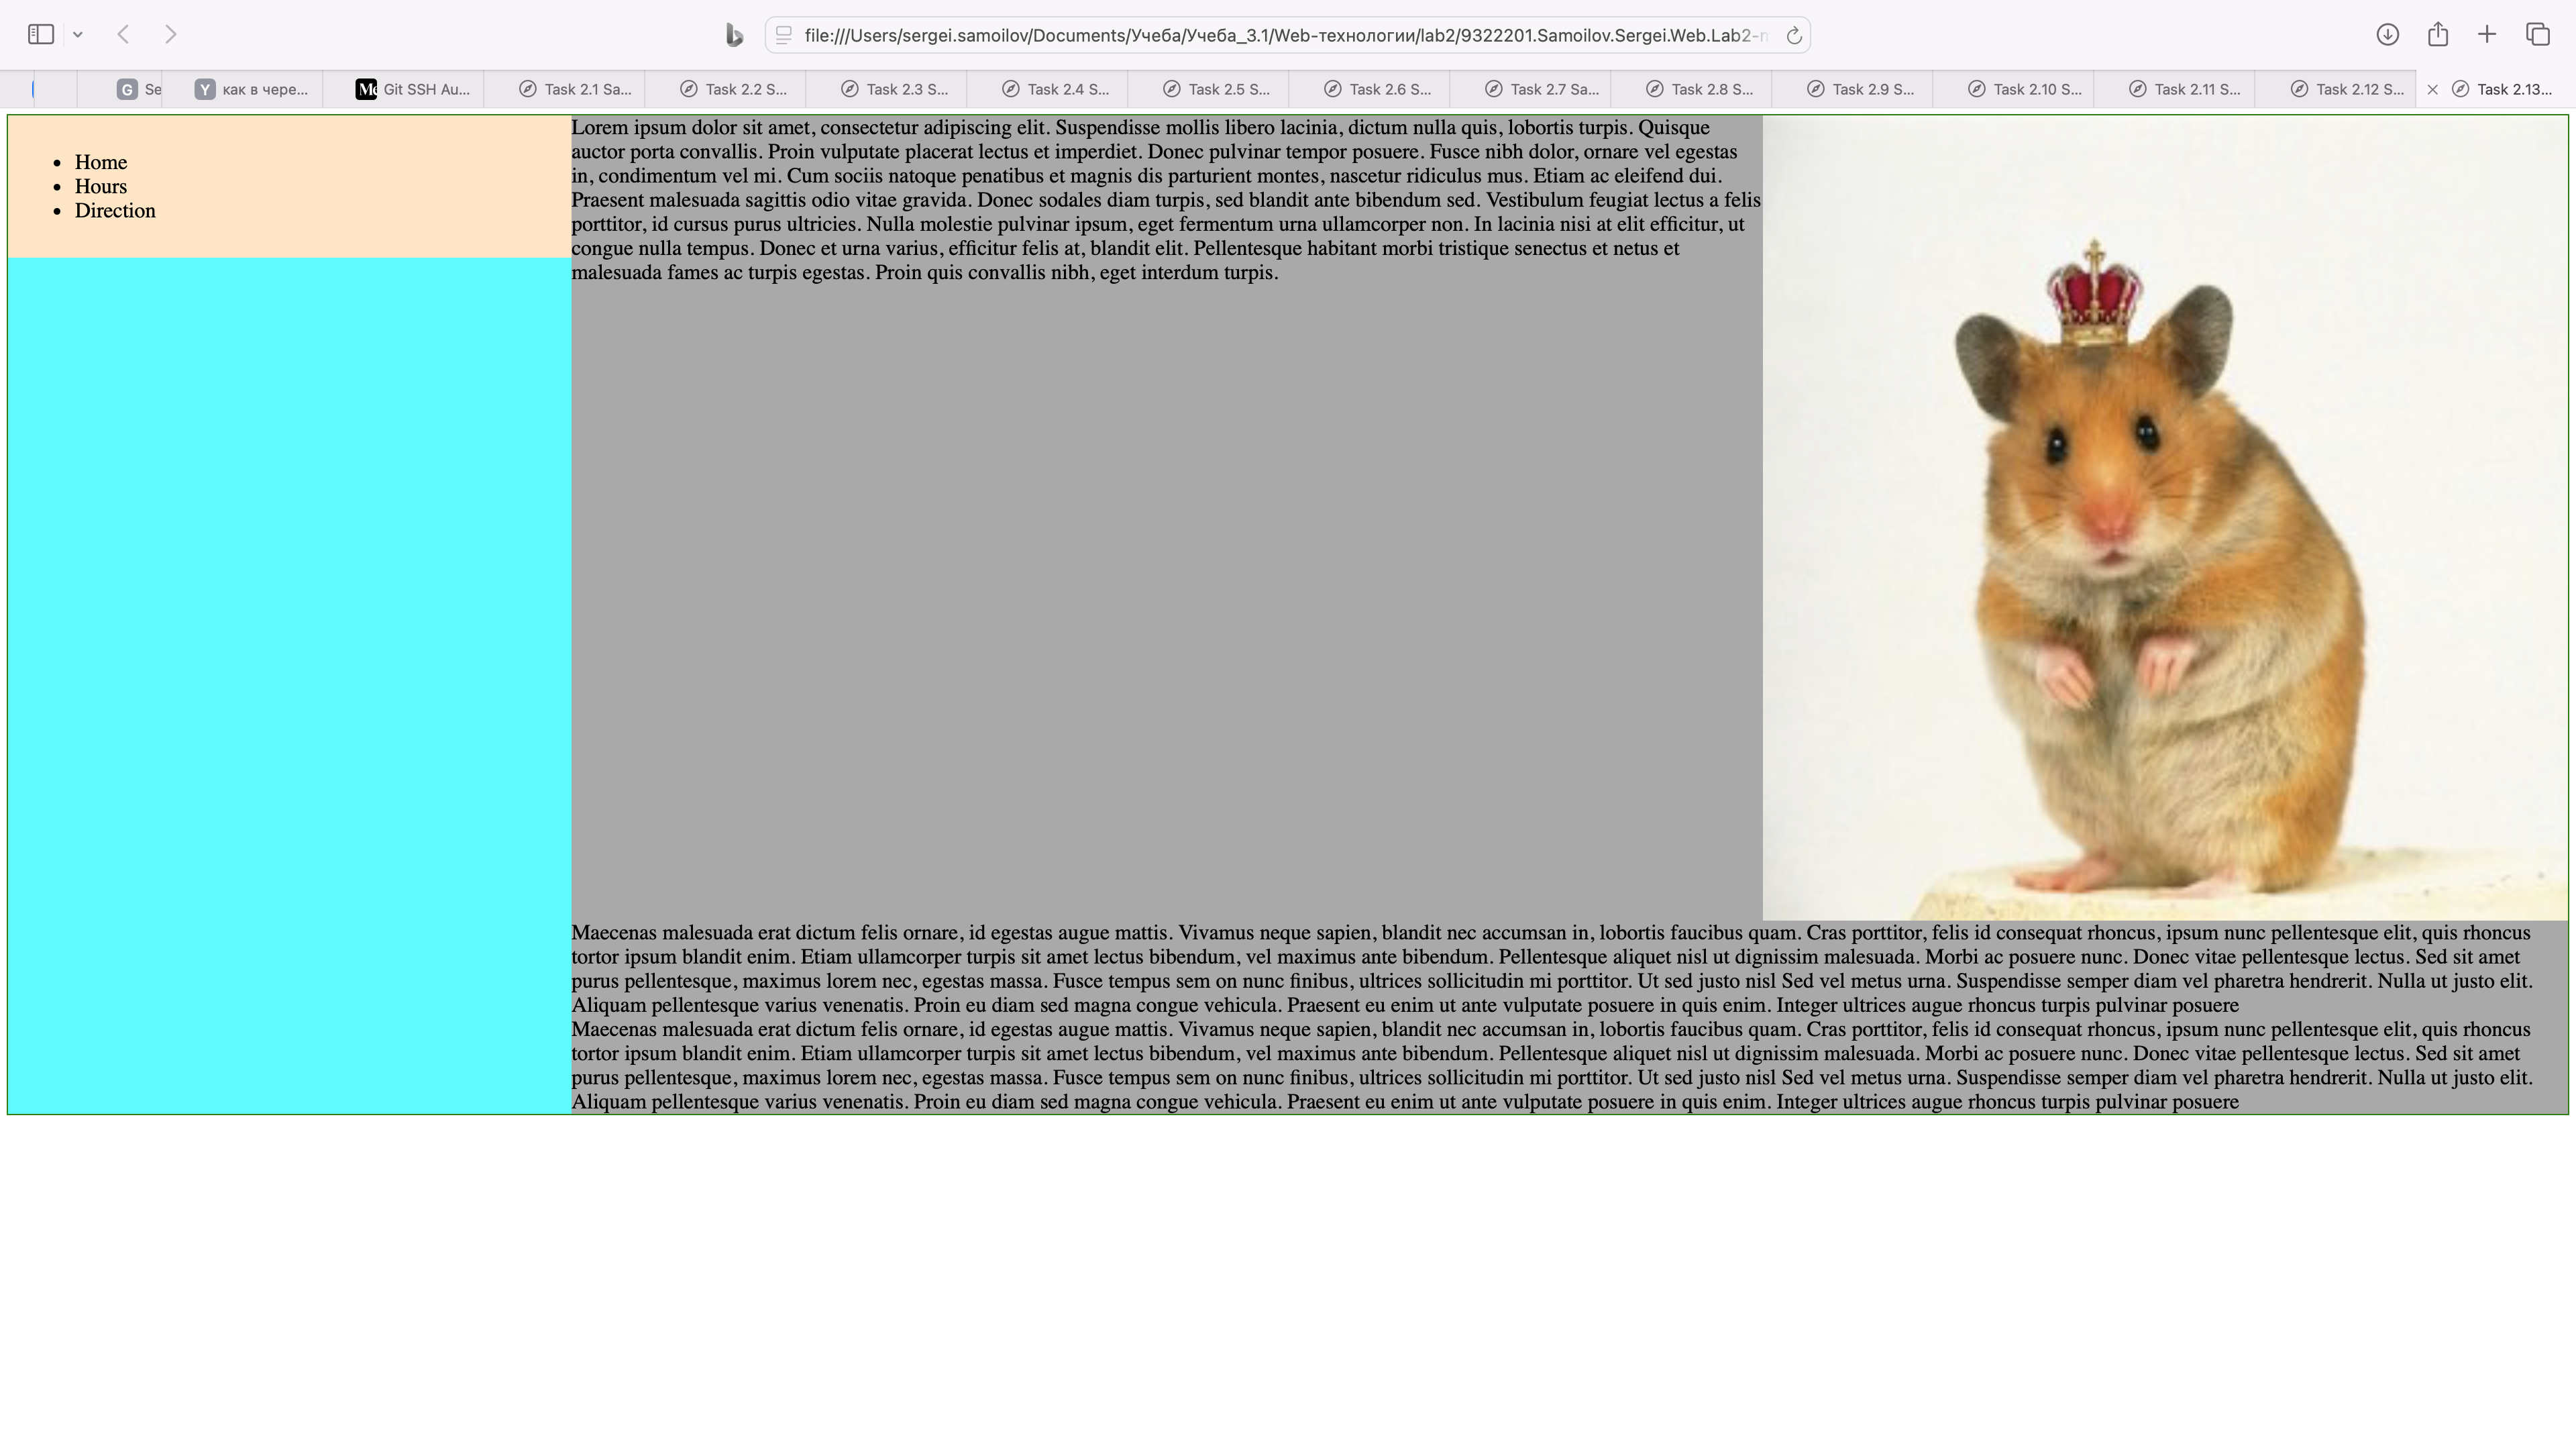 file:///Users/sergei.samoilov/Documents/Учеба/Учеба_3.1/Web-технологии/lab2/9322201.Samoilov.Sergei.Web.Lab2-
G Se
Y как в чере...
Git SSH Au...
Task 2.1 Sa...
Task 2.2 S...
Task 2.3 S...
Task 2.4 S...
Task 2.5 S...
Task 2.6 S...
Task 2.7 Sa...
Task 2.8 S...
Task 2.9 S...
Task 2.10 S...
Task 2.11 S...
Task 2.12 S...
Task 2.13...
Home
Hours
Direction
Lorem ipsum dolor sit amet, consectetur adipiscing elit. Suspendisse mollis libero lacinia, dictum nulla quis, lobortis turpis. Quisque
auctor porta convallis. Proin vulputate placerat lectus et imperdiet. Donec pulvinar tempor posuere. Fusce nibh dolor, ornare vel egestas
in, condimentum vel mi. Cum sociis natoque penatibus et magnis dis parturient montes, nascetur ridiculus mus. Etiam ac eleifend dui.
Praesent malesuada sagittis odio vitae gravida. Donec sodales diam turpis, sed blandit ante bibendum sed. Vestibulum feugiat lectus a felis
porttitor, id cursus purus ultricies. Nulla molestie pulvinar ipsum, eget fermentum urna ullamcorper non. In lacinia nisi at elit efficitur, ut
congue nulla tempus. Donec et urna varius, efficitur felis at, blandit elit. Pellentesque habitant morbi tristique senectus et netus et
malesuada fames ac turpis egestas. Proin quis convallis nibh, eget interdum turpis.
Maecenas malesuada erat dictum felis ornare, id egestas augue mattis. Vivamus neque sapien, blandit nec accumsan in, lobortis faucibus quam. Cras porttitor, felis id consequat rhoncus, ipsum nunc pellentesque elit, quis rhoncus
tortor ipsum blandit enim. Etiam ullamcorper turpis sit amet lectus bibendum, vel maximus ante bibendum. Pellentesque aliquet nisl ut dignissim malesuada. Morbi ac posuere nunc. Donec vitae pellentesque lectus. Sed sit amet
purus pellentesque, maximus lorem nec, egestas massa. Fusce tempus sem on nunc finibus, ultrices sollicitudin mi porttitor. Ut sed justo nisl Sed vel metus urna. Suspendisse semper diam vel pharetra hendrerit. Nulla ut justo elit.
Aliquam pellentesque varius venenatis. Proin eu diam sed magna congue vehicula. Praesent eu enim ut ante vulputate posuere in quis enim. Integer ultrices augue rhoncus turpis pulvinar posuere
Maecenas malesuada erat dictum felis ornare, id egestas augue mattis. Vivamus neque sapien, blandit nec accumsan in, lobortis faucibus quam. Cras porttitor, felis id consequat rhoncus, ipsum nunc pellentesque elit, quis rhoncus
tortor ipsum blandit enim. Etiam ullamcorper turpis sit amet lectus bibendum, vel maximus ante bibendum. Pellentesque aliquet nisl ut dignissim malesuada. Morbi ac posuere nunc. Donec vitae pellentesque lectus. Sed sit amet
purus pellentesque, maximus lorem nec, egestas massa. Fusce tempus sem on nunc finibus, ultrices sollicitudin mi porttitor. Ut sed justo nisl Sed vel metus urna. Suspendisse semper diam vel pharetra hendrerit. Nulla ut justo elit.
Aliquam pellentesque varius venenatis. Proin eu diam sed magna congue vehicula. Praesent eu enim ut ante vulputate posuere in quis enim. Integer ultrices augue rhoncus turpis pulvinar posuere